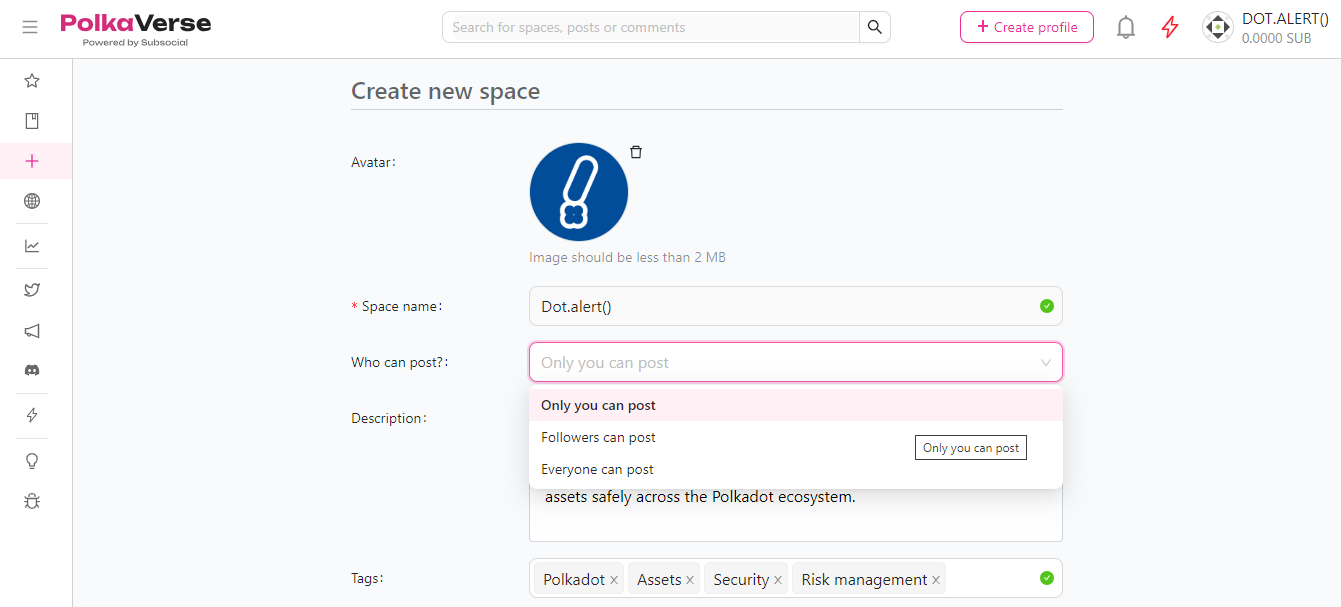 PolkaVerse
Powered by Subsocial
Search for spaces, posts or comments
+ Create profile
DOT.ALERT()
0.0000 SUB
Create new space
Avatar:
Image should be less than 2 MB
* Space name:
Dot.alert()
Who can post?:
Only you can post
Only you can post
Description:
Followers can post
Only you can post
Everyone can post
assets safely across the Polkadot ecosystem.
Tags:
Polkadot × Assets × Security × Risk management ×